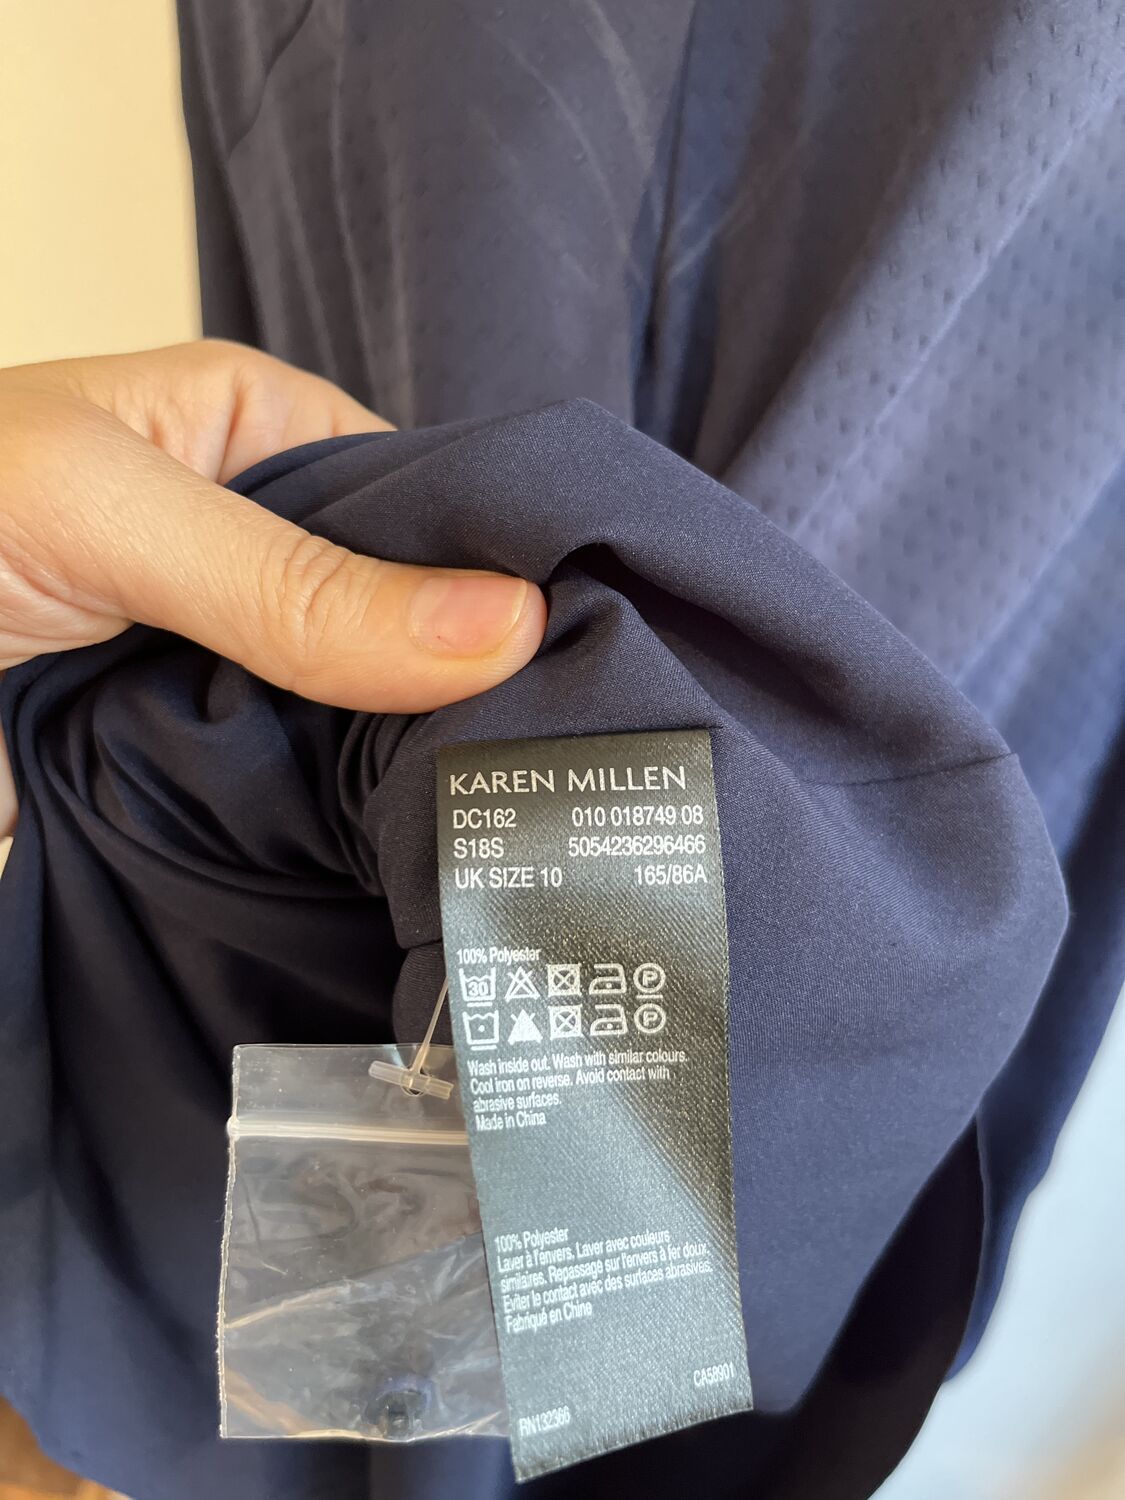 KAREN MILLEN
DC162 010 018749 08
S18S 5054236296466
UK SIZE 10 165/86A
100% Polyester
30 P
P
Wash inside out. Wash with similar colours.
Cool iron on reverse. Avoid contact with
abrasive surfaces.
Made in China
100% Polyester
Laver à l'envers. Laver avec couleurs
similaires. Repassage sur l'envers à fer doux.
Eviter le contact avec des surfaces abrasives.
Fabriqué en Chine
CA58901
RN132366